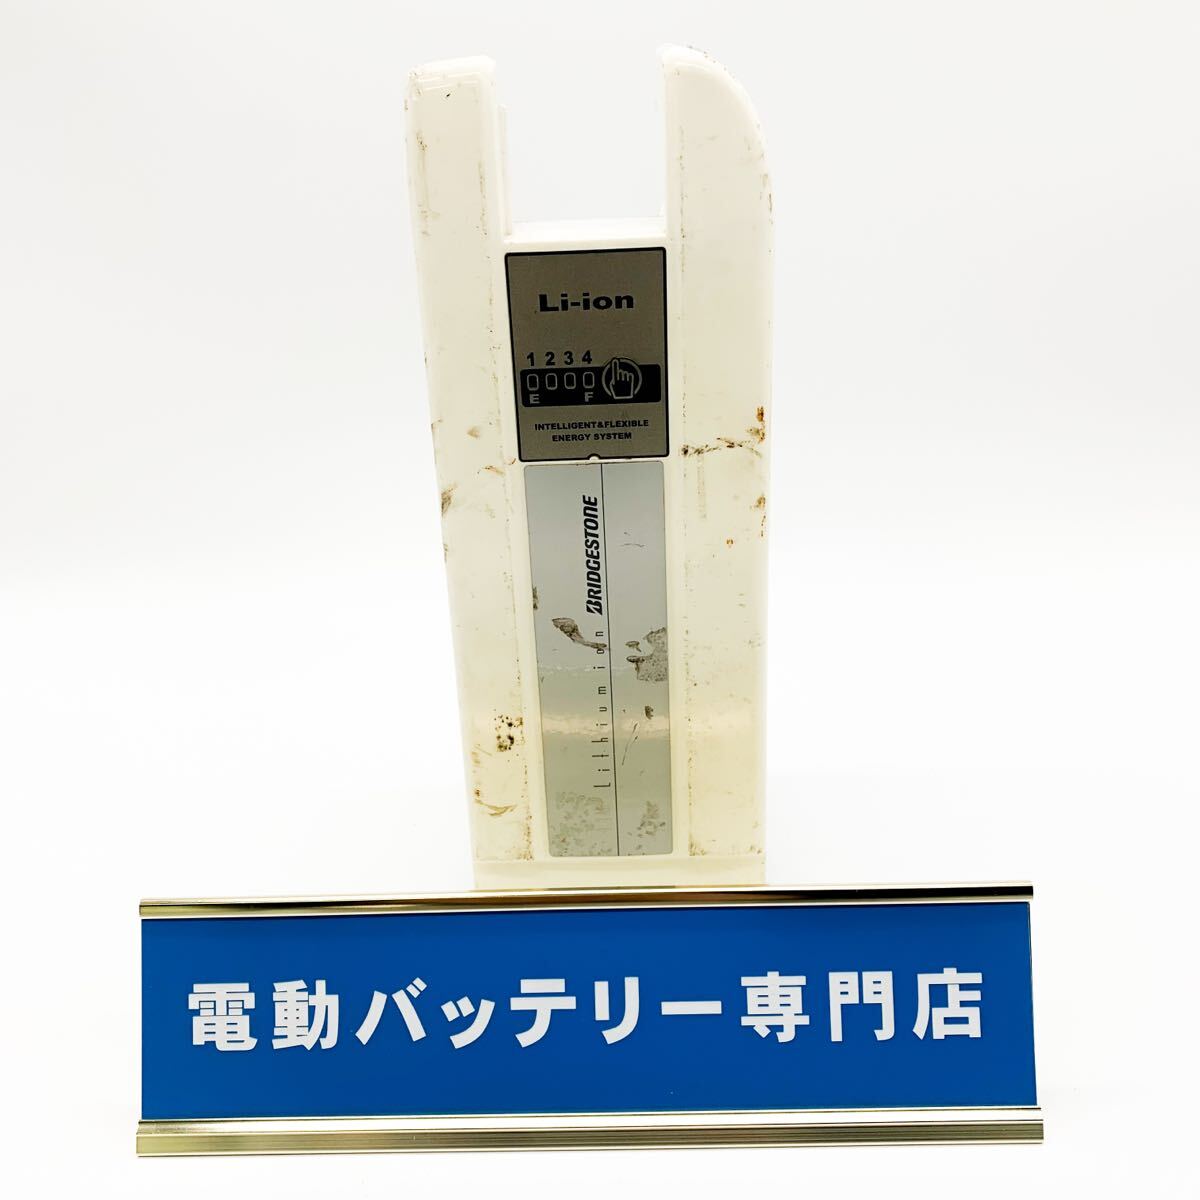 Li-ion
1 2 3 4
E F
INTELLIGENT&FLEXIBLE
ENERGY SYSTEM
BRIDGESTONE
Lithium ion
電動バッテリー専門店